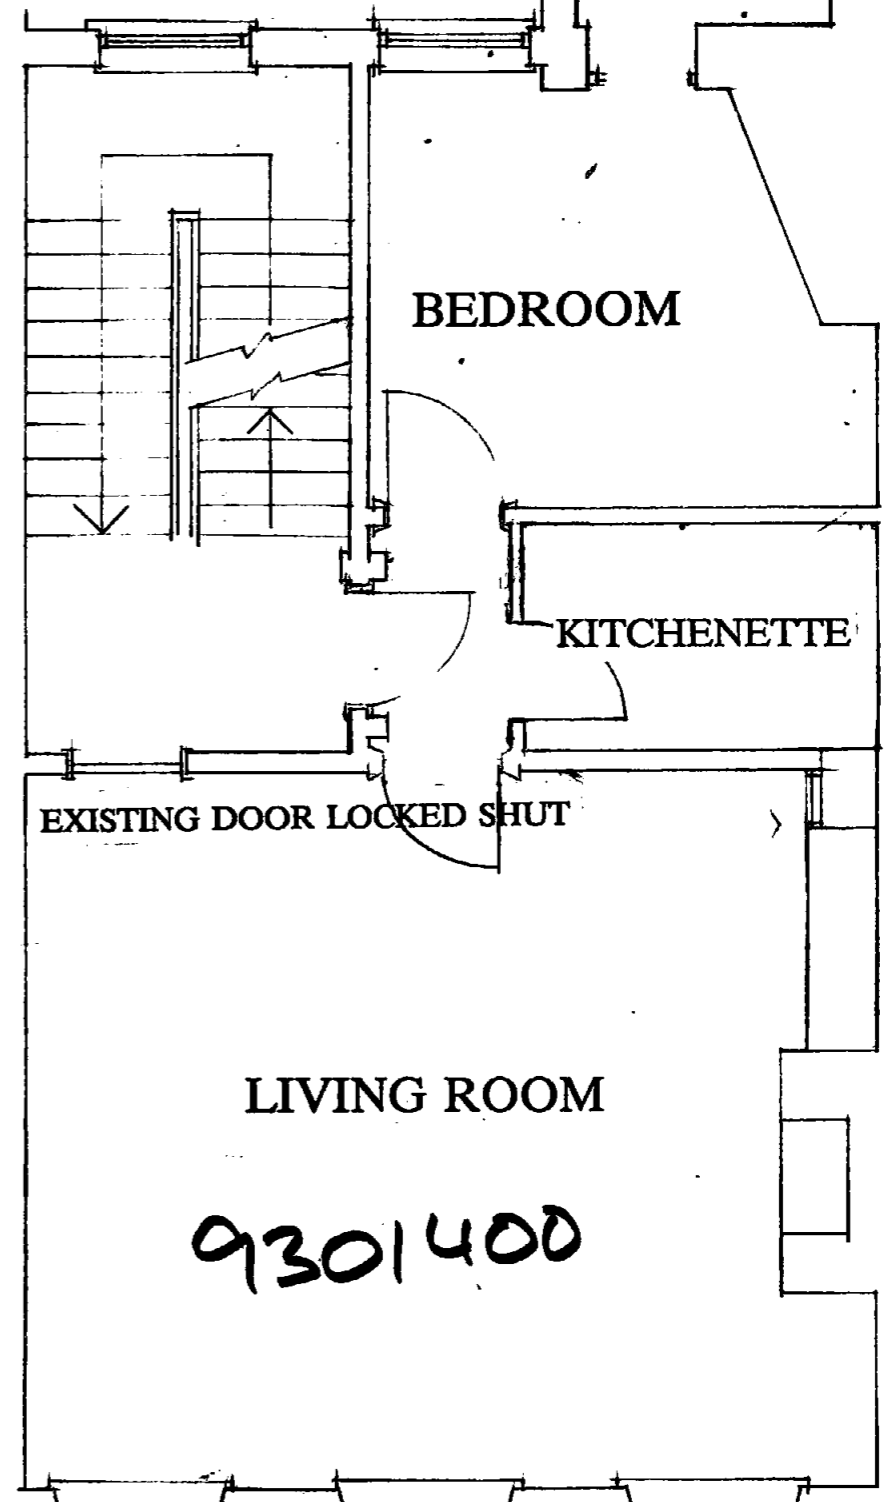 BEDROOM
KITCHENETTE
EXISTING DOOR LOCKED SHUT
LIVING ROOM
9301400